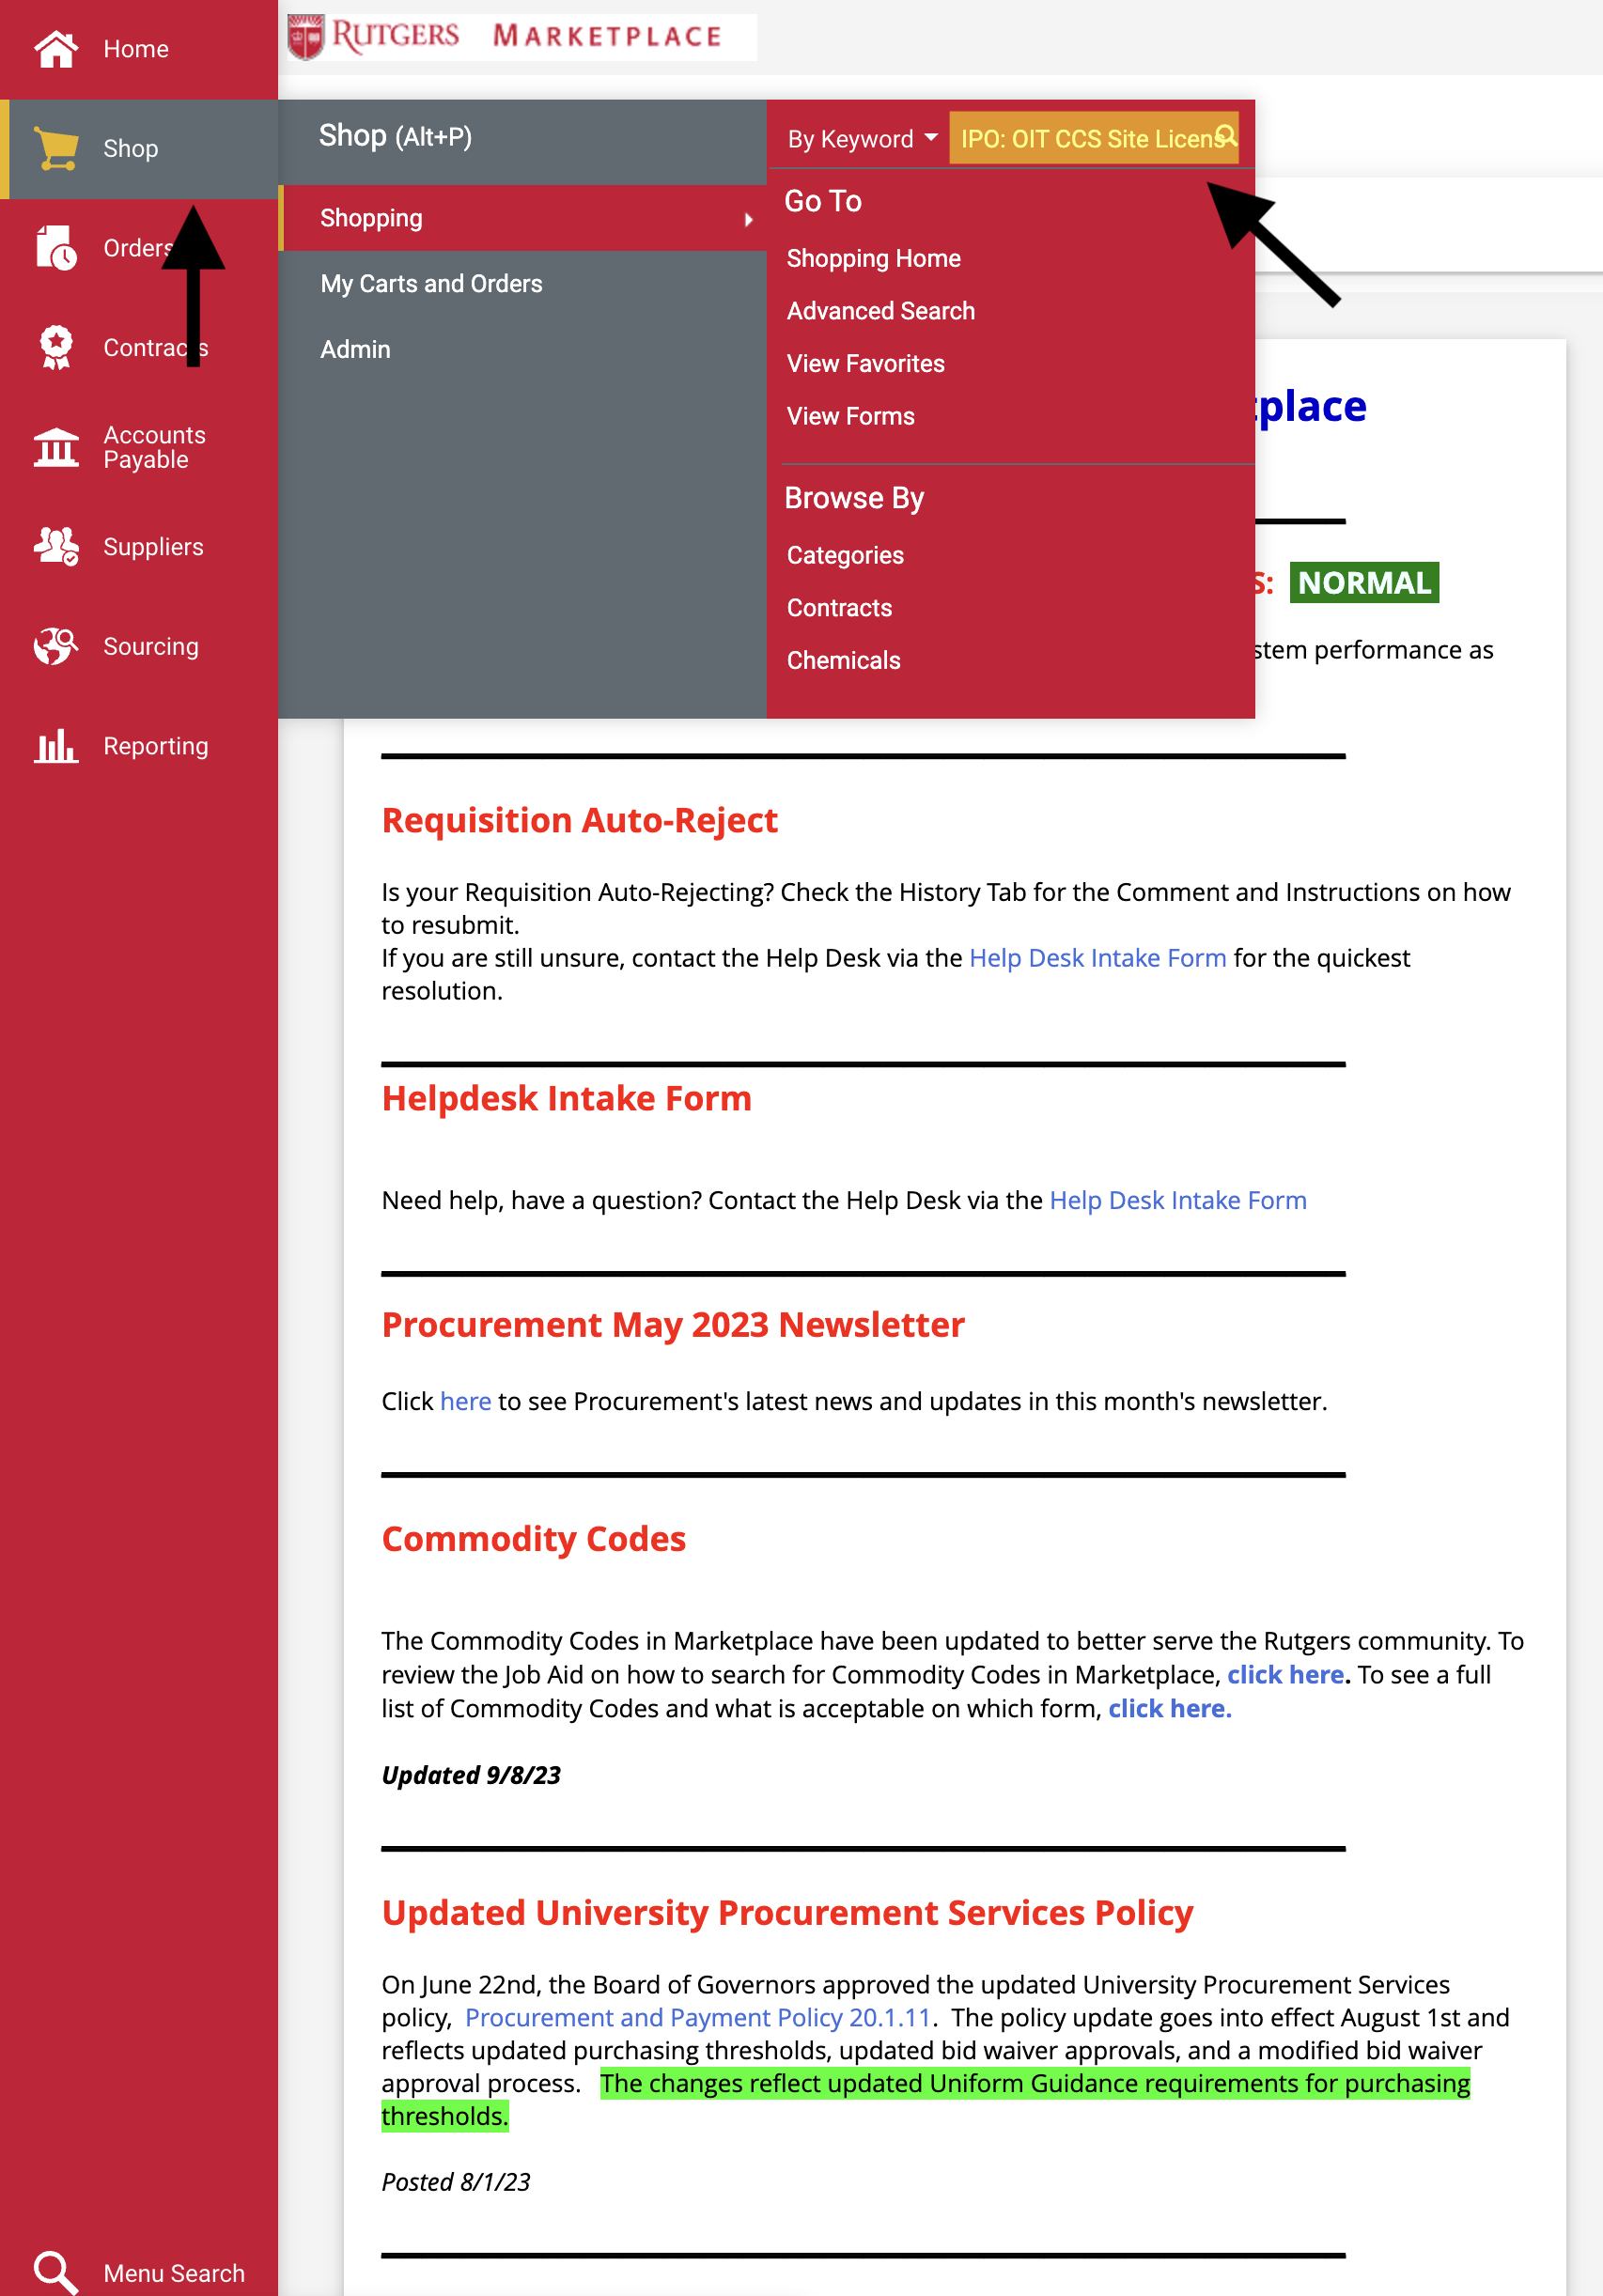 Home
Shop
Orders
Contracts
Accounts
Payable
Suppliers
Sourcing
Reporting
Menu Search
RUTGERS MARKETPLACE
Shop (Alt+P)
Shopping
My Carts and Orders
Admin
By Keyword IPO: OIT CCS Site Licens
Go To
Shopping Home
Advanced Search
View Favorites
View Forms
Browse By
Categories
Contracts
Chemicals
tplace
S: NORMAL
stem performance as
Requisition Auto-Reject
Is your Requisition Auto-Rejecting? Check the History Tab for the Comment and Instructions on how
to resubmit.
If you are still unsure, contact the Help Desk via the Help Desk Intake Form for the quickest
resolution.
Helpdesk Intake Form
Need help, have a question? Contact the Help Desk via the Help Desk Intake Form
Procurement May 2023 Newsletter
Click here to see Procurement's latest news and updates in this month's newsletter.
Commodity Codes
The Commodity Codes in Marketplace have been updated to better serve the Rutgers community. To
review the Job Aid on how to search for Commodity Codes in Marketplace, click here. To see a full
list of Commodity Codes and what is acceptable on which form, click here.
Updated 9/8/23
Updated University Procurement Services Policy
On June 22nd, the Board of Governors approved the updated University Procurement Services
policy, Procurement and Payment Policy 20.1.11. The policy update goes into effect August 1st and
reflects updated purchasing thresholds, updated bid waiver approvals, and a modified bid waiver
approval process. The changes reflect updated Uniform Guidance requirements for purchasing
thresholds.
Posted 8/1/23